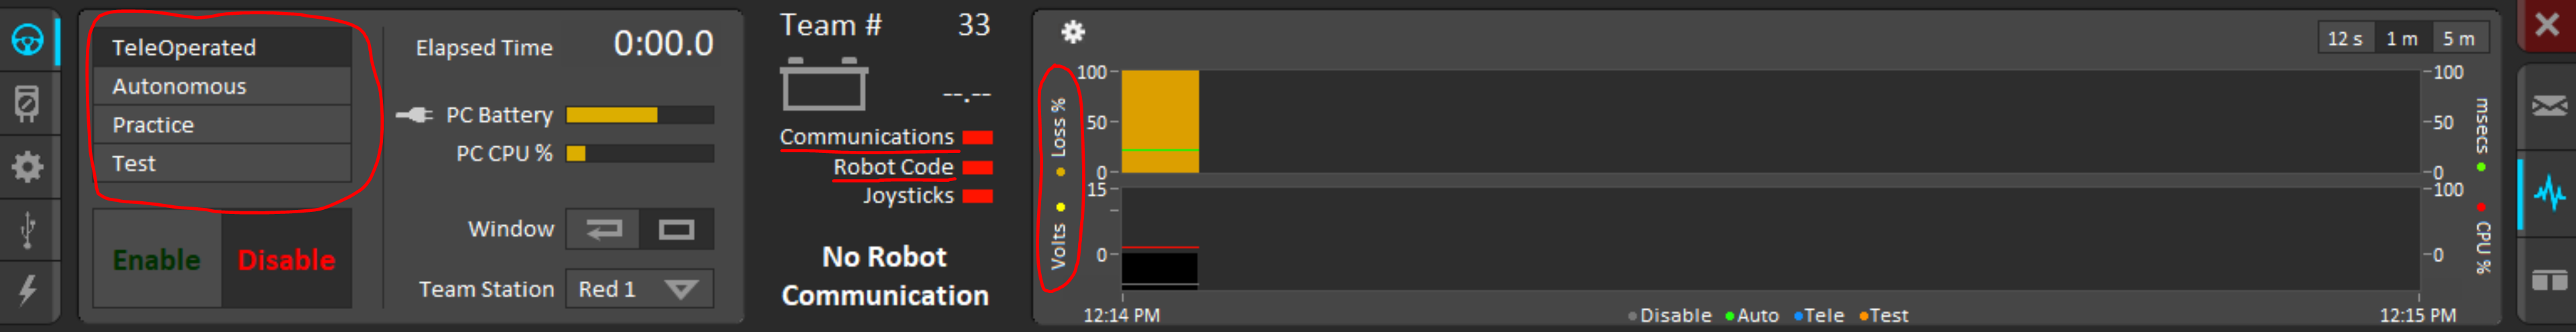 TeleOperated
Autonomous
Practice
Test
Enable
Disable
Elapsed Time 0:00.0
PC Battery
PC CPU %
Window
Team Station Red 1
Team # 33
--.--
Communications
Robot Code
Joysticks
No Robot
Communication
12 s 1 m 5 m
Loss %
100
50
0
Volts
15
0
100
50
0
msecs
100
0
CPU %
12:14 PM
Disable Auto Tele Test
12:15 PM